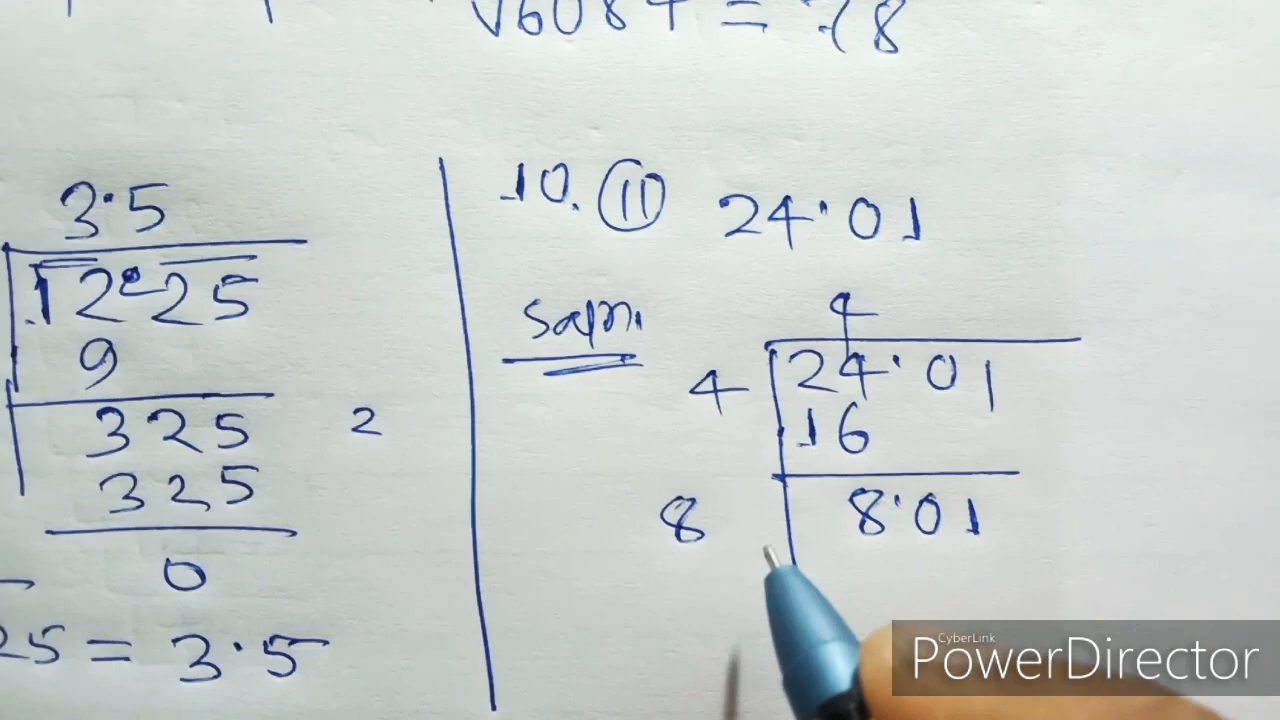 √6084 = 78
3.5
12.25
9
325 2
325
0
25 = 3.5
10. (11) 24.01
Soln.
4
4 24.01
16
8 8.01
CyberLink
PowerDirector